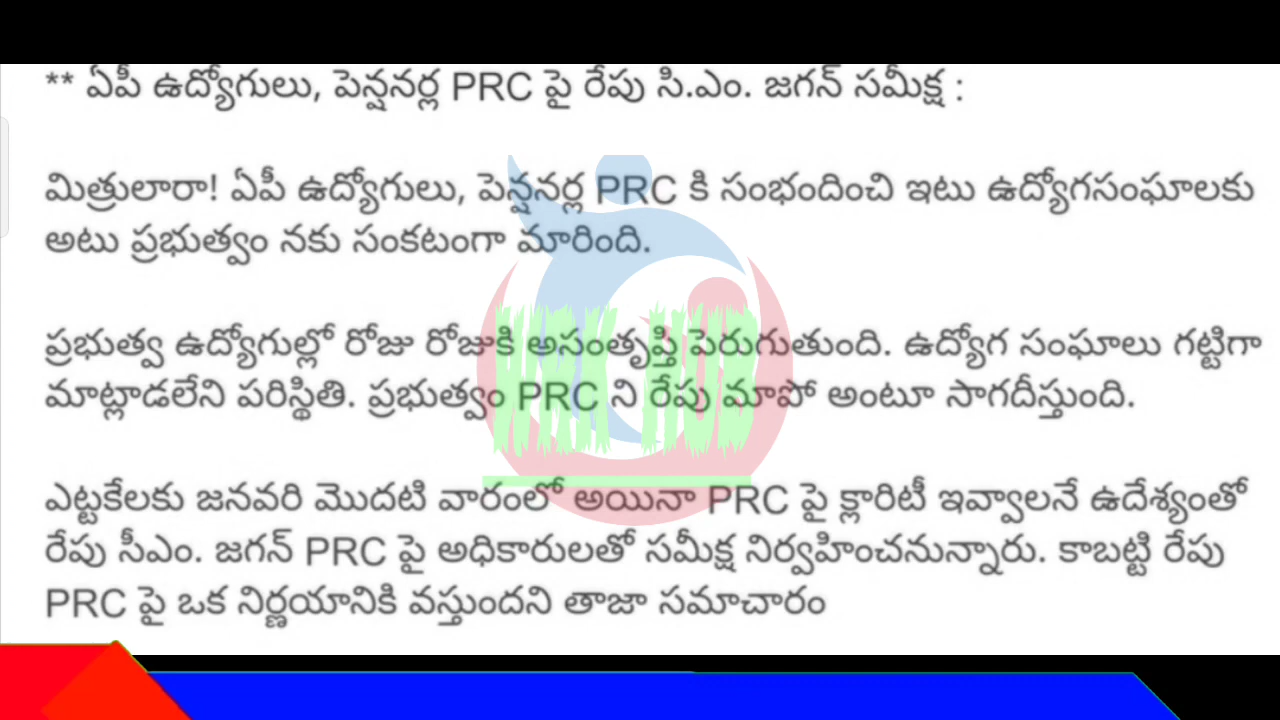 ** ఏపీ ఉద్యోగులు, పెన్షనర్ల PRC పై రేపు సి.ఎం. జగన్ సమీక్ష :
మిత్రులారా! ఏపీ ఉద్యోగులు, పెన్షనర్ల PRC కి సంభందించి ఇటు ఉద్యోగసంఘాలకు
అటు ప్రభుత్వం నకు సంకటంగా మారింది.
ప్రభుత్వ ఉద్యోగుల్లో రోజు రోజుకి అసంతృప్తి పెరుగుతుంది. ఉద్యోగ సంఘాలు గట్టిగా
మాట్లాడలేని పరిస్థితి. ప్రభుత్వం PRC ని రేపు మాపో అంటూ సాగదీస్తుంది.
ఎట్టకేలకు జనవరి మొదటి వారంలో అయినా PRC పై క్లారిటీ ఇవ్వాలనే ఉదేశ్యంతో
రేపు సీఎం. జగన్ PRC పై అధికారులతో సమీక్ష నిర్వహించనున్నారు. కాబట్టి రేపు
PRC పై ఒక నిర్ణయానికి వస్తుందని తాజా సమాచారం